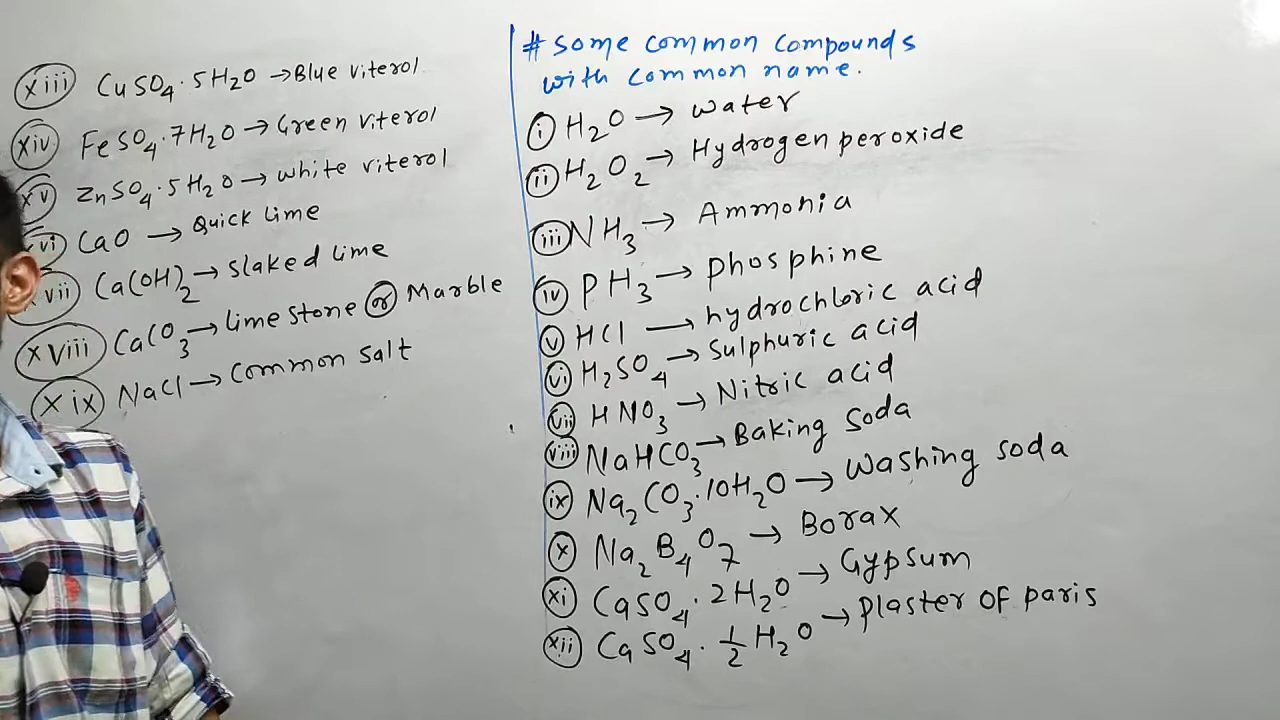 # Some common compounds
with common name.
(i) H₂O → water
(ii) H₂O₂ → Hydrogen peroxide
(iii) NH₃ → Ammonia
(iv) PH₃ → phosphine
(v) HCl → hydrochloric acid
(vi) H₂SO₄ → Sulphuric acid
(vii) HNO₃ → Nitric acid
(viii) NaHCO₃ → Baking soda
(ix) Na₂CO₃·10H₂O → Washing soda
(x) Na₂B₄O₇ → Borax
(xi) CaSO₄·2H₂O → Gypsum
(xii) CaSO₄·½H₂O → Plaster of paris
(xiii) CuSO₄·5H₂O → Blue viterol
(xiv) FeSO₄·7H₂O → Green viterol
(xv) ZnSO₄·5H₂O → white viterol
vi) CaO → Quick lime
vii) Ca(OH)₂ → slaked lime
(xviii) CaCO₃ → lime stone (or) Marble
(xix) NaCl → Common salt